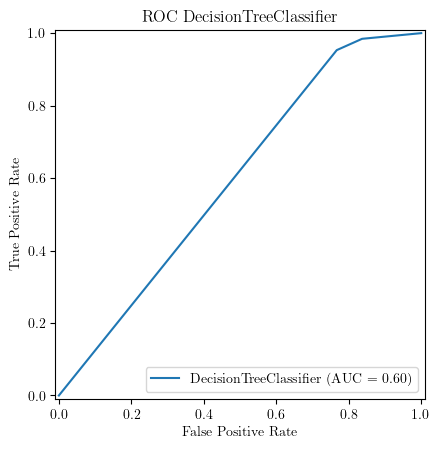 ROC DecisionTreeClassifier
True Positive Rate
1.0
0.8
0.6
0.4
0.2
0.0
DecisionTreeClassifier (AUC = 0.60)
0.0 0.2 0.4 0.6 0.8 1.0
False Positive Rate